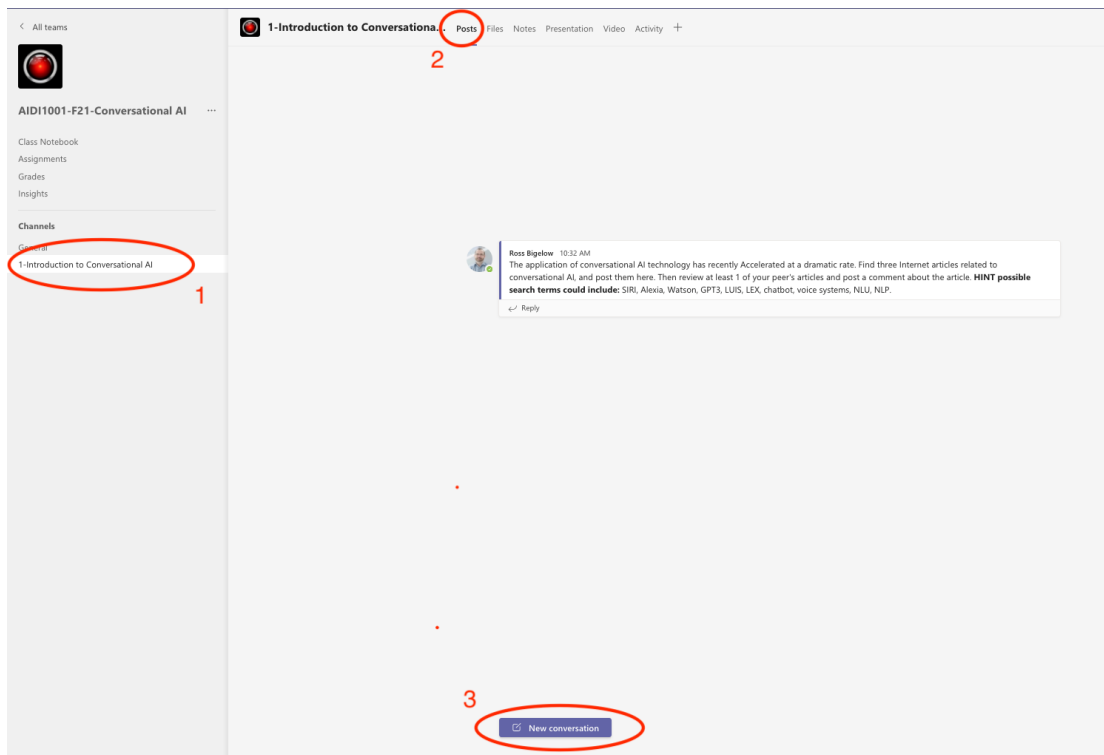 All teams
AIDI1001-F21-Conversational AI ...
Class Notebook
Assignments
Grades
Insights
Channels
General
1-Introduction to Conversational AI
1
1-Introduction to Conversationa... Posts Files Notes Presentation Video Activity +
2
Ross Bigelow 10:32 AM
The application of conversational AI technology has recently Accelerated at a dramatic rate. Find three Internet articles related to
conversational AI, and post them here. Then review at least 1 of your peer's articles and post a comment about the article. HINT possible
search terms could include: SIRI, Alexia, Watson, GPT3, LUIS, LEX, chatbot, voice systems, NLU, NLP.
Reply
3
New conversation